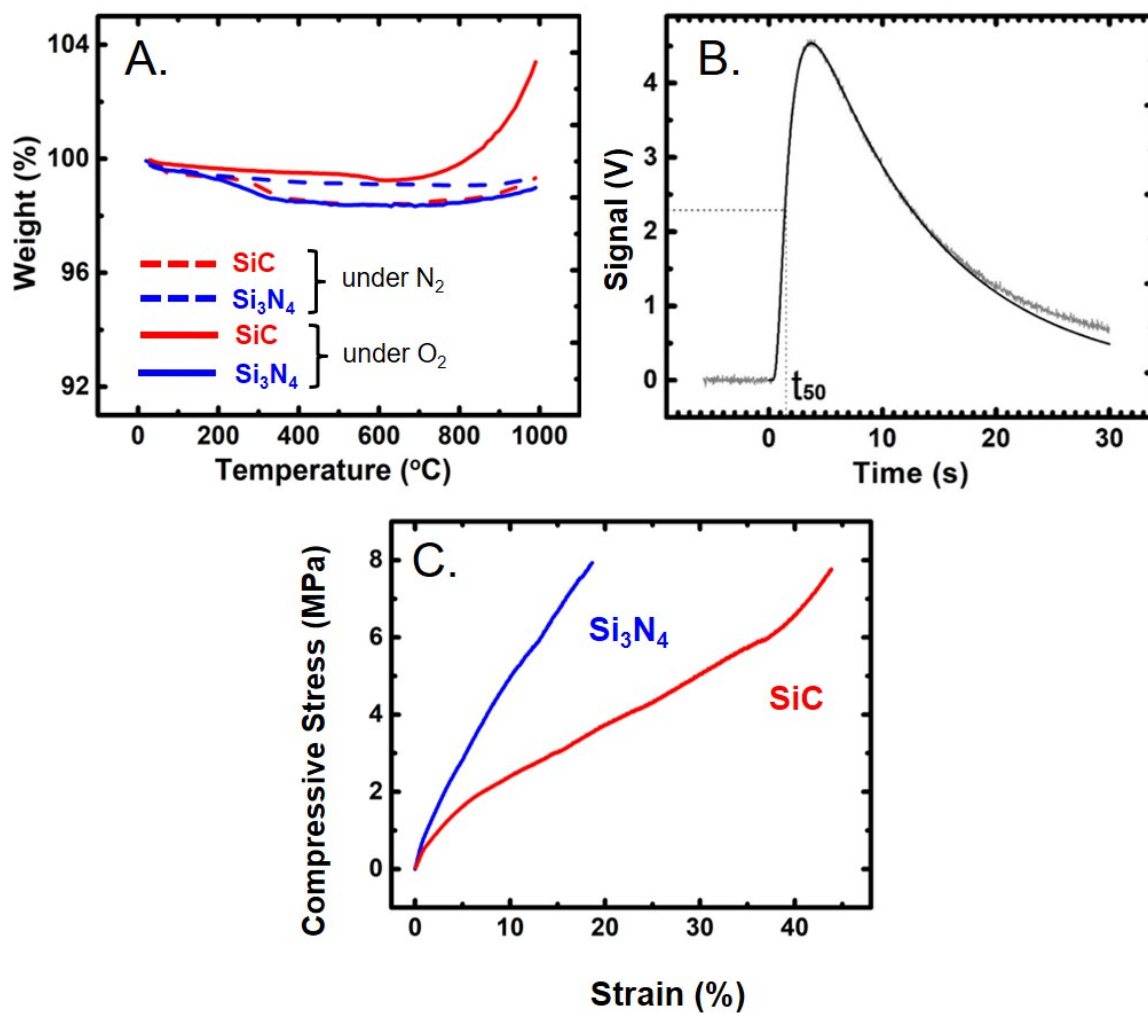 A.
104
100
96
92
Weight (%)
SiC
Si₃N₄
under N₂
SiC
Si₃N₄
under O₂
0 200 400 600 800 1000
Temperature (°C)
B.
4
3
2
1
0
Signal (V)
t₅₀
0 10 20 30
Time (s)
C.
8
6
4
2
0
Compressive Stress (MPa)
Si₃N₄
SiC
0 10 20 30 40
Strain (%)